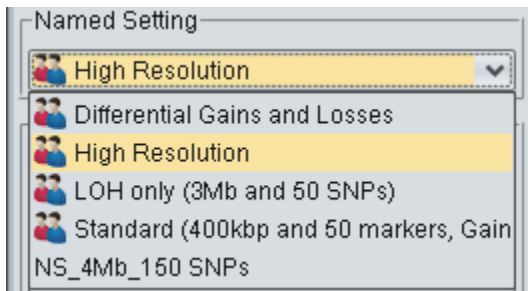 Named Setting
High Resolution
Differential Gains and Losses
High Resolution
LOH only (3Mb and 50 SNPs)
Standard (400kbp and 50 markers, Gain
NS_4Mb_150 SNPs